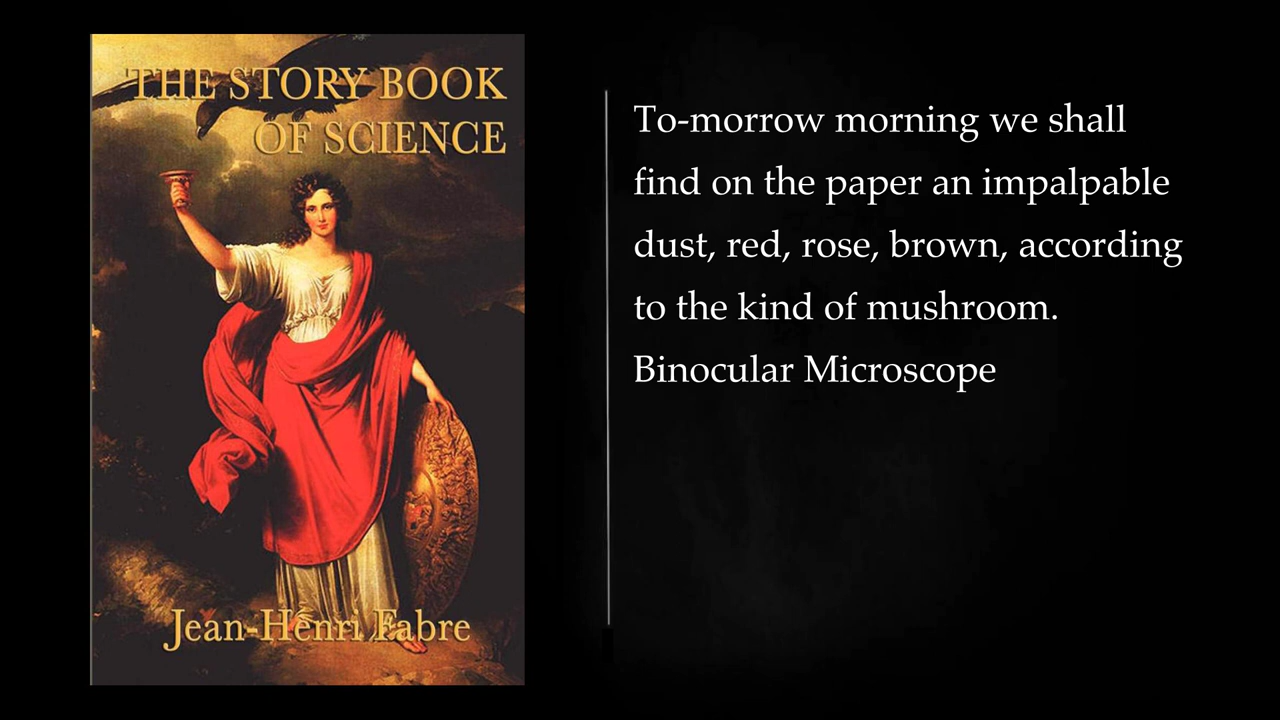 THE STORY BOOK
OF SCIENCE
Jean-Henri Fabre
To-morrow morning we shall
find on the paper an impalpable
dust, red, rose, brown, according
to the kind of mushroom.
Binocular Microscope